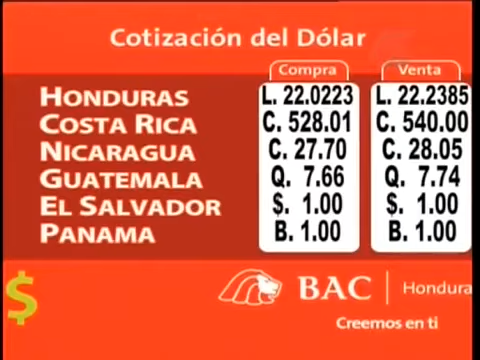 Cotización del Dólar
Compra Venta
HONDURAS L. 22.0223 L. 22.2385
COSTA RICA C. 528.01 C. 540.00
NICARAGUA C. 27.70 C. 28.05
GUATEMALA Q. 7.66 Q. 7.74
EL SALVADOR $. 1.00 $. 1.00
PANAMA B. 1.00 B. 1.00
$ BAC Hondura
Creemos en ti